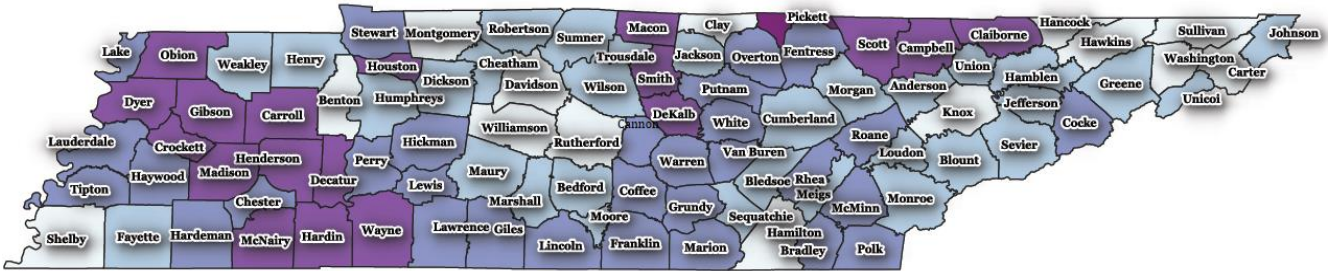 Pickett
Macon
Clay
Hancock
Stewart
Montgomery
Robertson
Sumner
Claiborne
Sullivan
Johnson
Lake
Obion
Weakley
Henry
Houston
Cheatham
Trousdale
Jackson
Overton
Fentress
Scott
Campbell
Union
Hawkins
Washington
Carter
Dickson
Davidson
Wilson
Smith
Putnam
Morgan
Anderson
Hamblen
Greene
Unicoi
Dyer
Gibson
Carroll
Benton
Humphreys
DeKalb
White
Cumberland
Knox
Jefferson
Cocke
Lauderdale
Crockett
Henderson
Hickman
Williamson
Rutherford
Cannon
Warren
Van Buren
Roane
Loudon
Blount
Sevier
Tipton
Haywood
Madison
Decatur
Perry
Lewis
Maury
Marshall
Bedford
Coffee
Grundy
Bledsoe
Rhea
Meigs
McMinn
Monroe
Chester
Moore
Sequatchie
Hamilton
Shelby
Fayette
Hardeman
McNairy
Hardin
Wayne
Lawrence
Giles
Lincoln
Franklin
Marion
Bradley
Polk